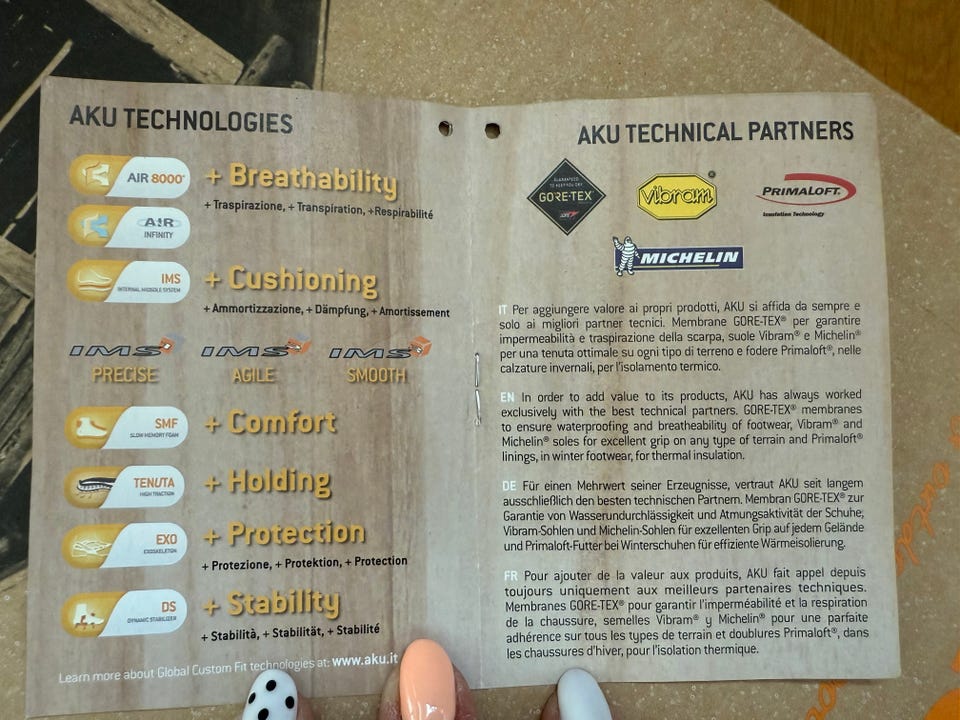 AKU TECHNOLOGIES
AIR 8000®
+ Breathability
+ Traspirazione, + Transpiration, +Respirabilité
AIR
INFINITY
IMS
INTERNAL MIDSOLE SYSTEM
+ Cushioning
+ Ammortizzazione, + Dämpfung, + Amortissement
IMS
PRECISE
IMS
AGILE
IMS
SMOOTH
SMF
SLOW MEMORY FOAM
+ Comfort
TENUTA
HIGH TRACTION
+ Holding
EXO
EXOSKELETON
+ Protection
+ Protezione, + Protektion, + Protection
DS
DYNAMIC STABILIZER
+ Stability
+ Stabilità, + Stabilität, + Stabilité
Learn more about Global Custom Fit technologies at: www.aku.it
AKU TECHNICAL PARTNERS
GUARANTEED
TO KEEP YOU DRY
GORE-TEX®
vibram®
PRIMALOFT®
Insulation Technology
MICHELIN
IT Per aggiungere valore ai propri prodotti, AKU si affida da sempre e
solo ai migliori partner tecnici. Membrane GORE-TEX® per garantire
impermeabilità e traspirazione della scarpa, suole Vibram® e Michelin®
per una tenuta ottimale su ogni tipo di terreno e fodere Primaloft®, nelle
calzature invernali, per l'isolamento termico.
EN In order to add value to its products, AKU has always worked
exclusively with the best technical partners. GORE-TEX® membranes
to ensure waterproofing and breatheability of footwear, Vibram® and
Michelin® soles for excellent grip on any type of terrain and Primaloft®
linings, in winter footwear, for thermal insulation.
DE Für einen Mehrwert seiner Erzeugnisse, vertraut AKU seit langem
ausschließlich den besten technischen Partnern. Membran GORE-TEX® zur
Garantie von Wasserundurchlässigkeit und Atmungsaktivität der Schuhe;
Vibram-Sohlen und Michelin-Sohlen für exzellenten Grip auf jedem Gelände
und Primaloft-Futter bei Winterschuhen für effiziente Wärmeisolierung.
FR Pour ajouter de la valeur aux produits, AKU fait appel depuis
toujours uniquement aux meilleurs partenaires techniques.
Membranes GORE-TEX® pour garantir l'imperméabilité et la respiration
de la chaussure, semelles Vibram® y Michelin® pour une parfaite
adhérence sur tous les types de terrain et doublures Primaloft®, dans
les chaussures d'hiver, pour l'isolation thermique.